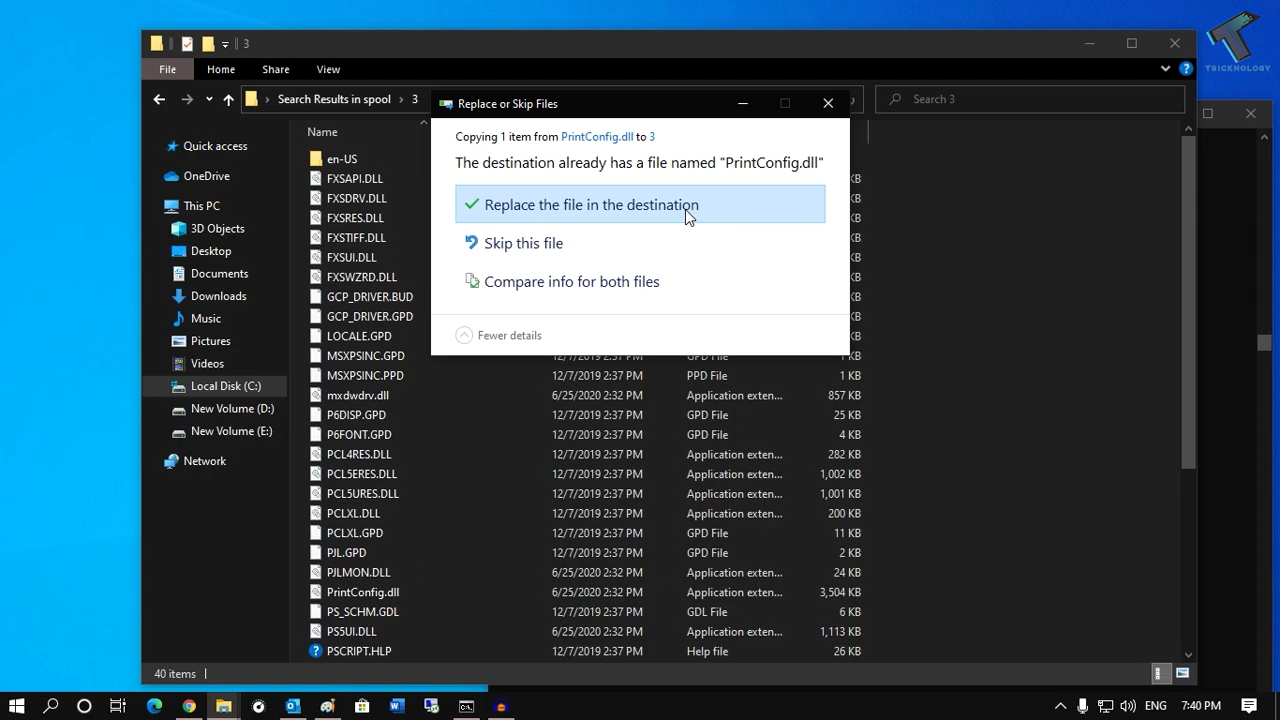 3
TRICKNOLOGY
File Home Share View
Search Results in spool › 3
Search 3
Replace or Skip Files
Copying 1 item from PrintConfig.dll to 3
The destination already has a file named "PrintConfig.dll"
Replace the file in the destination
Skip this file
Compare info for both files
Fewer details
Quick access
OneDrive
This PC
3D Objects
Desktop
Documents
Downloads
Music
Pictures
Videos
Local Disk (C:)
New Volume (D:)
New Volume (E:)
Network
Name
en-US
FXSAPI.DLL KB
FXSDRV.DLL KB
FXSRES.DLL KB
FXSTIFF.DLL KB
FXSUI.DLL KB
FXSWZRD.DLL KB
GCP_DRIVER.BUD KB
GCP_DRIVER.GPD KB
LOCALE.GPD KB
MSXPSINC.GPD 12/7/2019 2:37 PM GPD File 1 KB
MSXPSINC.PPD 12/7/2019 2:37 PM PPD File 1 KB
mxdwdrv.dll 6/25/2020 2:32 PM Application exten... 857 KB
P6DISP.GPD 12/7/2019 2:37 PM GPD File 25 KB
P6FONT.GPD 12/7/2019 2:37 PM GPD File 4 KB
PCL4RES.DLL 12/7/2019 2:37 PM Application exten... 282 KB
PCL5ERES.DLL 12/7/2019 2:37 PM Application exten... 1,002 KB
PCL5URES.DLL 12/7/2019 2:37 PM Application exten... 1,001 KB
PCLXL.DLL 12/7/2019 2:37 PM Application exten... 200 KB
PCLXL.GPD 12/7/2019 2:37 PM GPD File 11 KB
PJL.GPD 12/7/2019 2:37 PM GPD File 2 KB
PJLMON.DLL 6/25/2020 2:32 PM Application exten... 24 KB
PrintConfig.dll 6/25/2020 2:32 PM Application exten... 3,504 KB
PS_SCHM.GDL 12/7/2019 2:37 PM GDL File 61 KB
PS5UI.DLL 6/25/2020 2:32 PM Application exten... 1,113 KB
PSCRIPT.HLP 12/7/2019 2:37 PM Help file 26 KB
40 items
ENG 7:40 PM